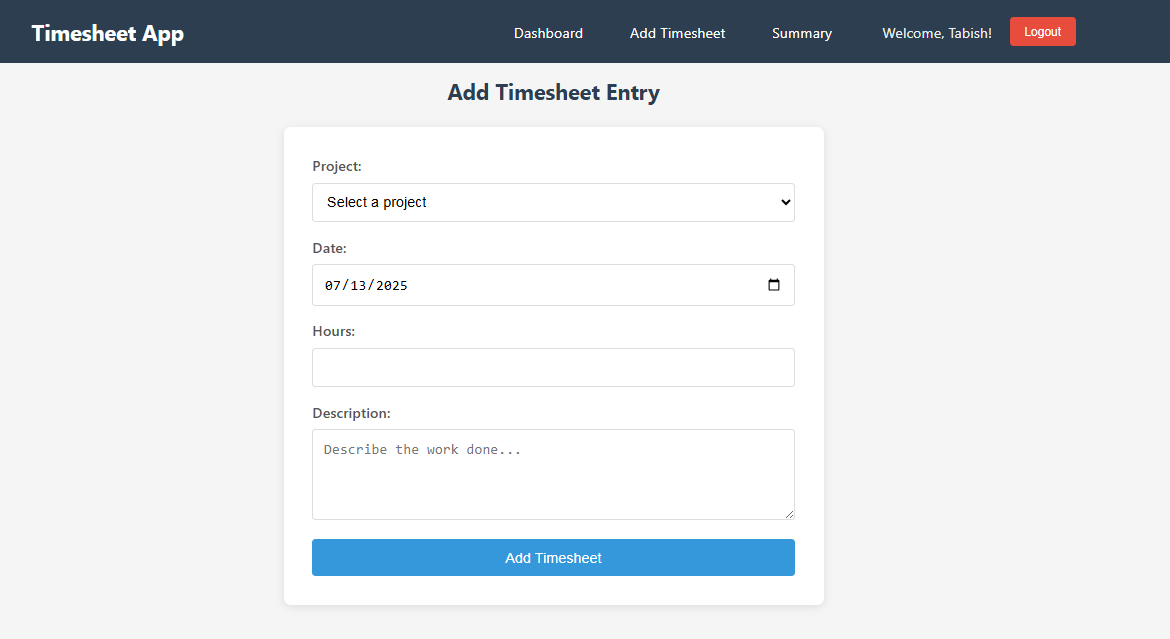 Timesheet App Dashboard Add Timesheet Summary Welcome, Tabish! Logout
Add Timesheet Entry
Project:
Select a project
Date:
07/13/2025
Hours:
Description:
Describe the work done...
Add Timesheet